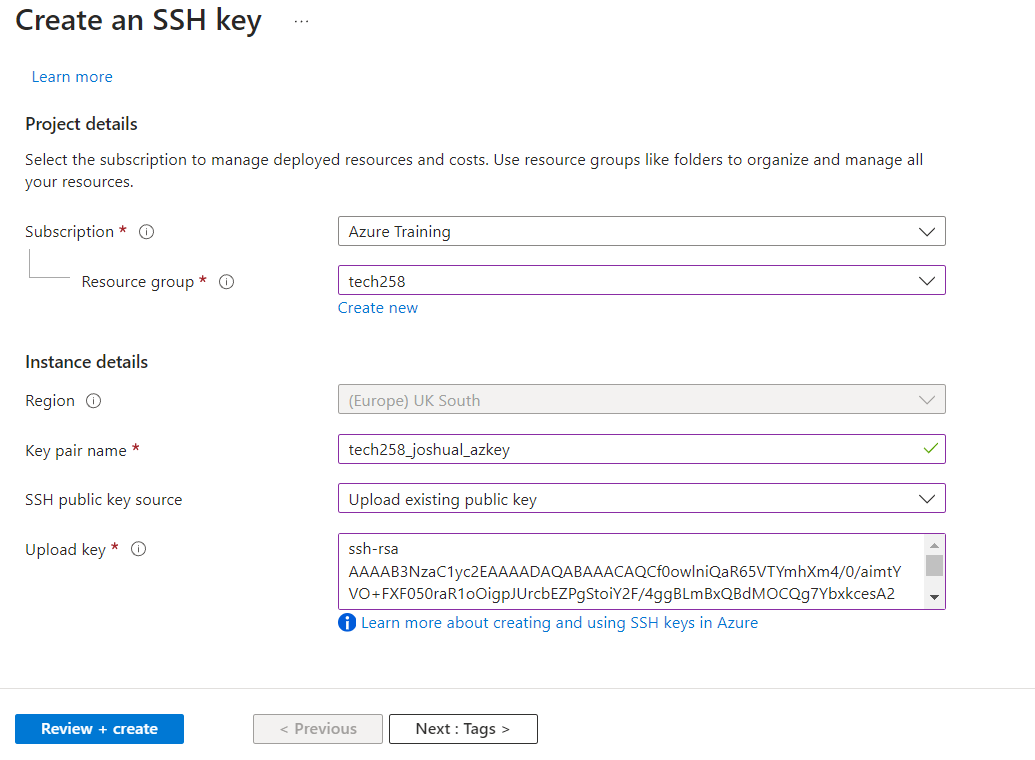 Create an SSH key ...
Learn more
Project details
Select the subscription to manage deployed resources and costs. Use resource groups like folders to organize and manage all
your resources.
Subscription * Azure Training
Resource group * tech258
Create new
Instance details
Region (Europe) UK South
Key pair name * tech258_joshual_azkey
SSH public key source Upload existing public key
Upload key * ssh-rsa
AAAAB3NzaC1yc2EAAAADAQABAAACAQCf0owlniQaR65VTYmhXm4/0/aimtY
VO+FXF050raR1oOigpJUrcbEZPgStoiY2F/4ggBLmBxQBdMOCQg7YbxkcesA2
Learn more about creating and using SSH keys in Azure
Review + create < Previous Next : Tags >